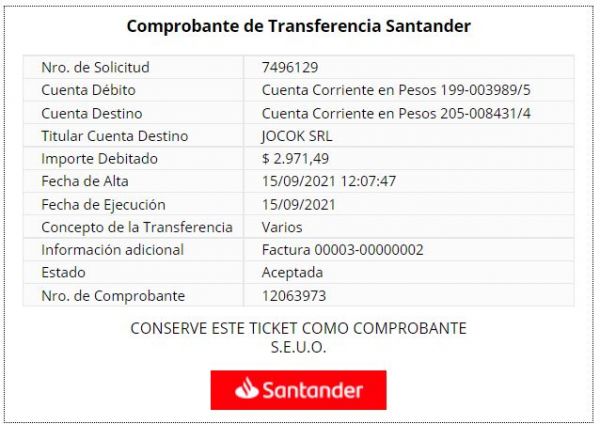 Comprobante de Transferencia Santander
Nro. de Solicitud 7496129
Cuenta Débito Cuenta Corriente en Pesos 199-003989/5
Cuenta Destino Cuenta Corriente en Pesos 205-008431/4
Titular Cuenta Destino JOCOK SRL
Importe Debitado $ 2.971,49
Fecha de Alta 15/09/2021 12:07:47
Fecha de Ejecución 15/09/2021
Concepto de la Transferencia Varios
Información adicional Factura 00003-00000002
Estado Aceptada
Nro. de Comprobante 12063973
CONSERVE ESTE TICKET COMO COMPROBANTE
S.E.U.O.
Santander